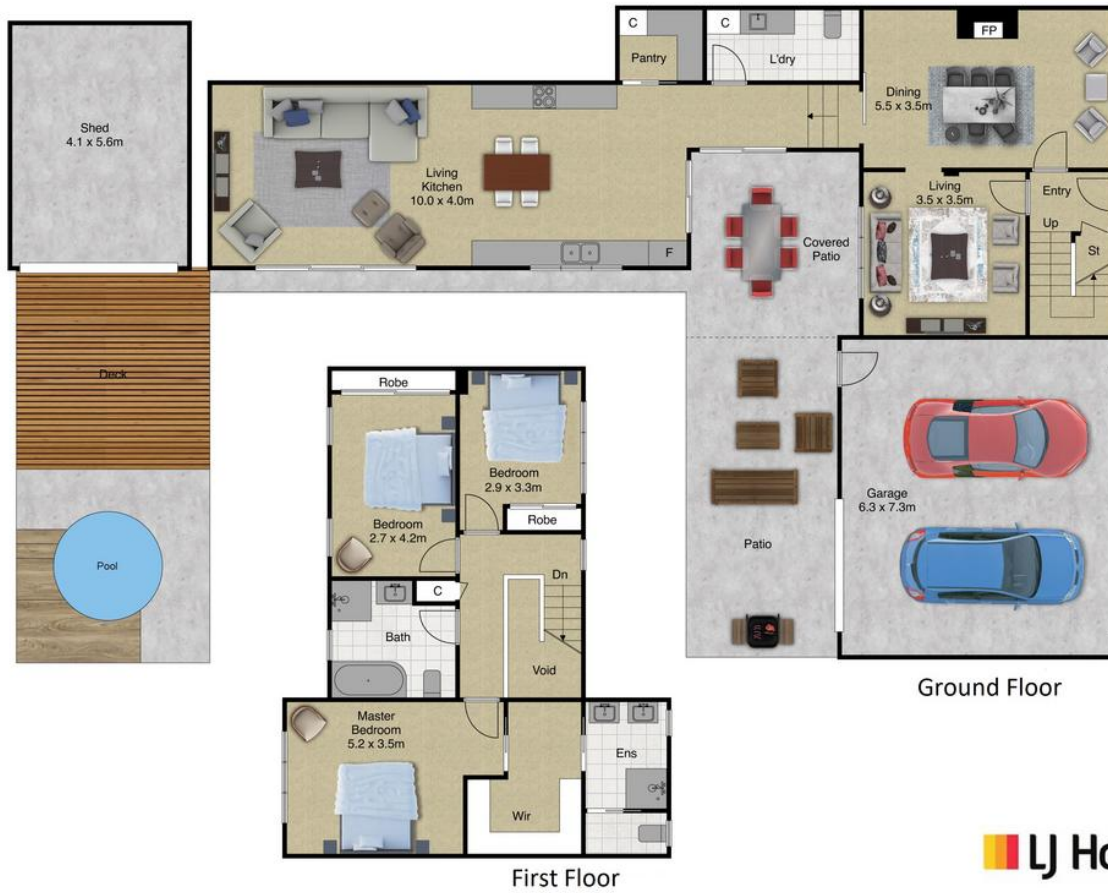 Shed
4.1 x 5.6m
Deck
Pool
Living
Kitchen
10.0 x 4.0m
F
C
Pantry
C
L'dry
FP
Dining
5.5 x 3.5m
Living
3.5 x 3.5m
Entry
Up
St
Covered
Patio
Patio
Garage
6.3 x 7.3m
Ground Floor
Robe
Bedroom
2.7 x 4.2m
Bedroom
2.9 x 3.3m
Robe
C
Dn
Bath
Void
Master
Bedroom
5.2 x 3.5m
Wir
Ens
First Floor
LJ Ho